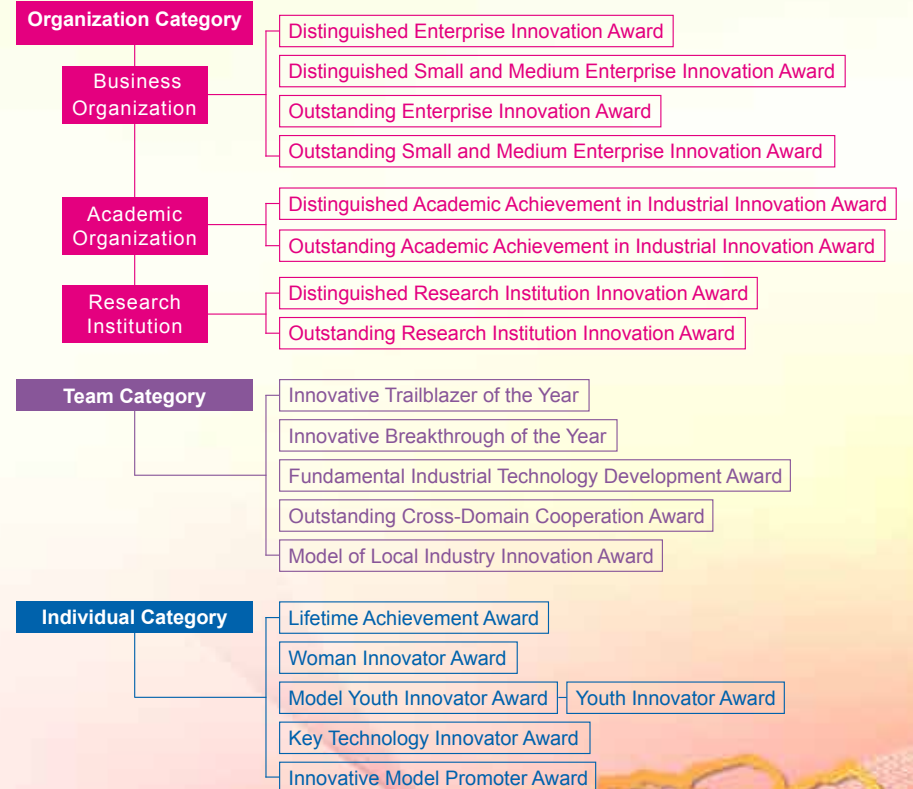 Organization Category
Distinguished Enterprise Innovation Award
Business
Organization
Distinguished Small and Medium Enterprise Innovation Award
Outstanding Enterprise Innovation Award
Outstanding Small and Medium Enterprise Innovation Award
Academic
Organization
Distinguished Academic Achievement in Industrial Innovation Award
Outstanding Academic Achievement in Industrial Innovation Award
Research
Institution
Distinguished Research Institution Innovation Award
Outstanding Research Institution Innovation Award
Team Category
Innovative Trailblazer of the Year
Innovative Breakthrough of the Year
Fundamental Industrial Technology Development Award
Outstanding Cross-Domain Cooperation Award
Model of Local Industry Innovation Award
Individual Category
Lifetime Achievement Award
Woman Innovator Award
Model Youth Innovator Award Youth Innovator Award
Key Technology Innovator Award
Innovative Model Promoter Award